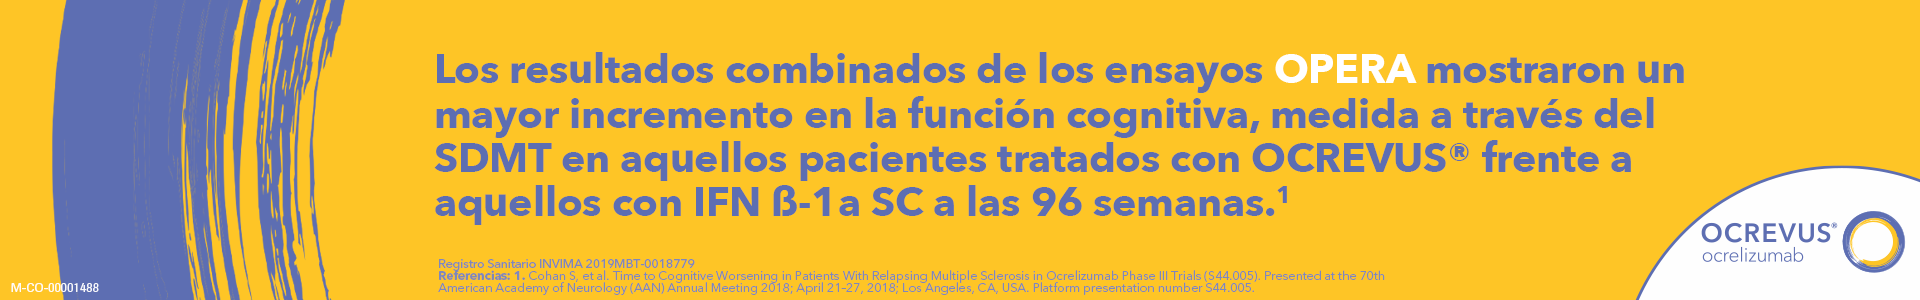 Los resultados combinados de los ensayos OPERA mostraron un
mayor incremento en la función cognitiva, medida a través del
SDMT en aquellos pacientes tratados con OCREVUS® frente a
aquellos con IFN ß-1a SC a las 96 semanas.¹
Registro Sanitario INVIMA 2019MBT-0018779
Referencias: 1. Cohan S, et al. Time to Cognitive Worsening in Patients With Relapsing Multiple Sclerosis in Ocrelizumab Phase III Trials (S44.005). Presented at the 70th
American Academy of Neurology (AAN) Annual Meeting 2018; April 21–27, 2018; Los Angeles, CA, USA. Platform presentation number S44.005.
M-CO-00001488
OCREVUS®
ocrelizumab